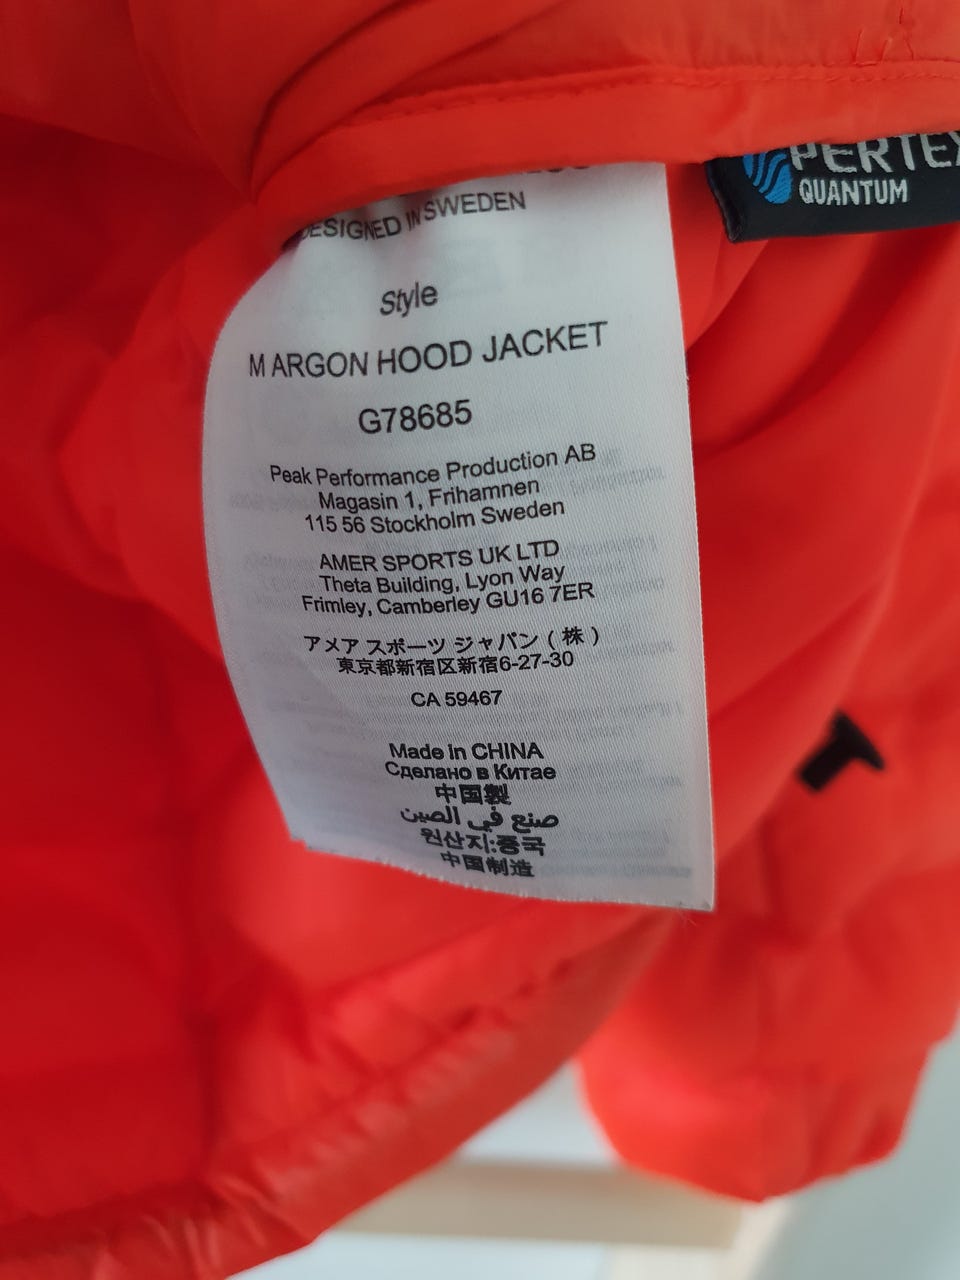 PERTEX
QUANTUM
DESIGNED IN SWEDEN
Style
M ARGON HOOD JACKET
G78685
Peak Performance Production AB
Magasin 1, Frihamnen
115 56 Stockholm Sweden
AMER SPORTS UK LTD
Theta Building, Lyon Way
Frimley, Camberley GU16 7ER
アメア スポーツ ジャパン ( 株 )
東京都新宿区新宿6-27-30
CA 59467
Made in CHINA
Сделано в Китае
中国製
صنع في الصين
원산지:중국
中国制造